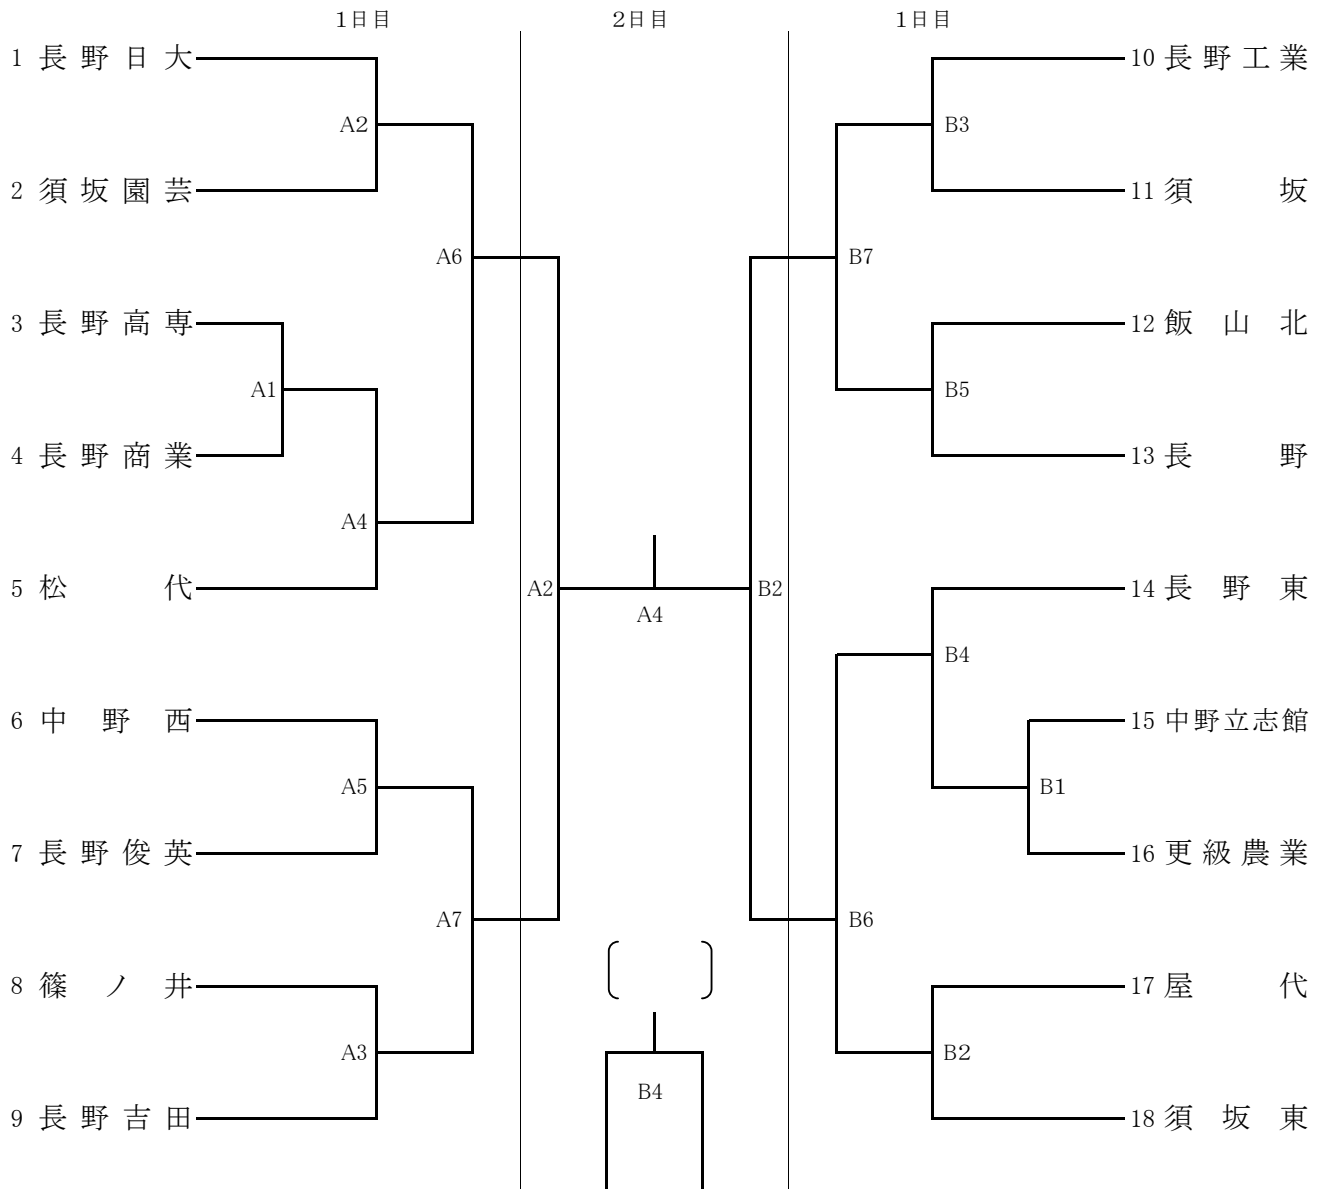 1日目 2日目 1日目
1 長野日大 10 長野工業
A2 B3
2 須坂園芸 11 須坂
A6 B7
3 長野高専 12 飯山北
A1 B5
4 長野商業 13 長野
A4
5 松代 A2 B2 14 長野東
A4
B4
6 中野西 15 中野立志館
A5 B1
7 長野俊英 16 更級農業
A7 B6
8 篠ノ井 17 屋代
A3 B2
B4
9 長野吉田 18 須坂東